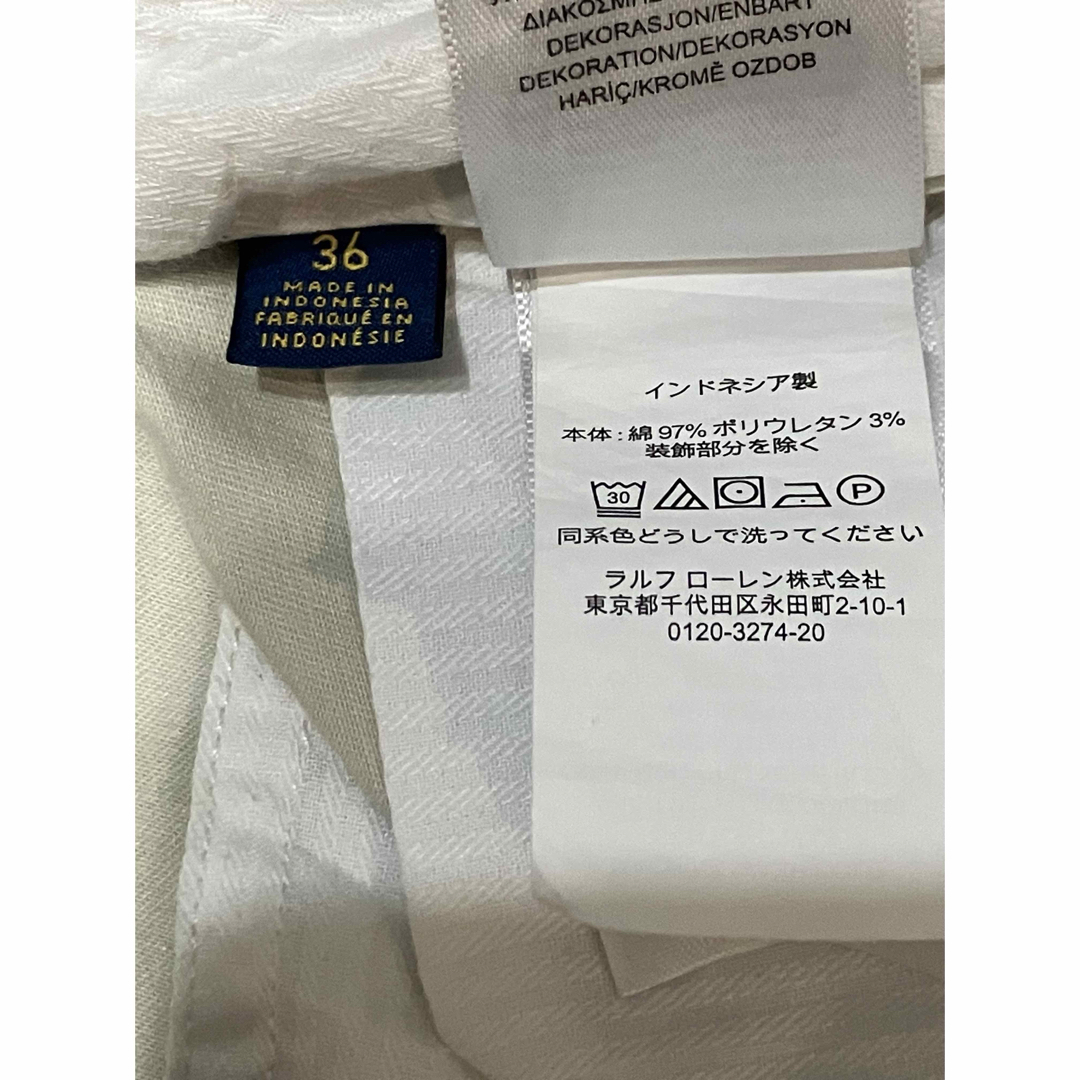 ΔΙΑΚΟΣΜΗΣ
DEKORASJON/ENBART
DEKORATION/DEKORASYON
HARİÇ/KROMĚ OZDOB
36
MADE IN
INDONESIA
FABRIQUÉ EN
INDONÉSIE
インドネシア製
本体 : 綿 97% ポリウレタン 3%
装飾部分を除く
30 P
同系色どうしで洗ってください
ラルフ ローレン株式会社
東京都千代田区永田町2-10-1
0120-3274-20